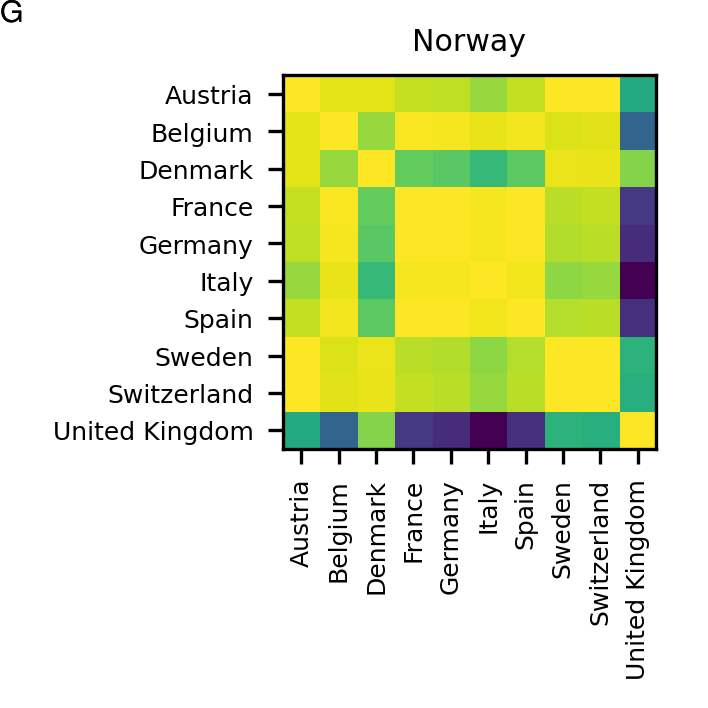 G
Norway
Austria
Belgium
Denmark
France
Germany
Italy
Spain
Sweden
Switzerland
United Kingdom
Austria
Belgium
Denmark
France
Germany
Italy
Spain
Sweden
Switzerland
United Kingdom